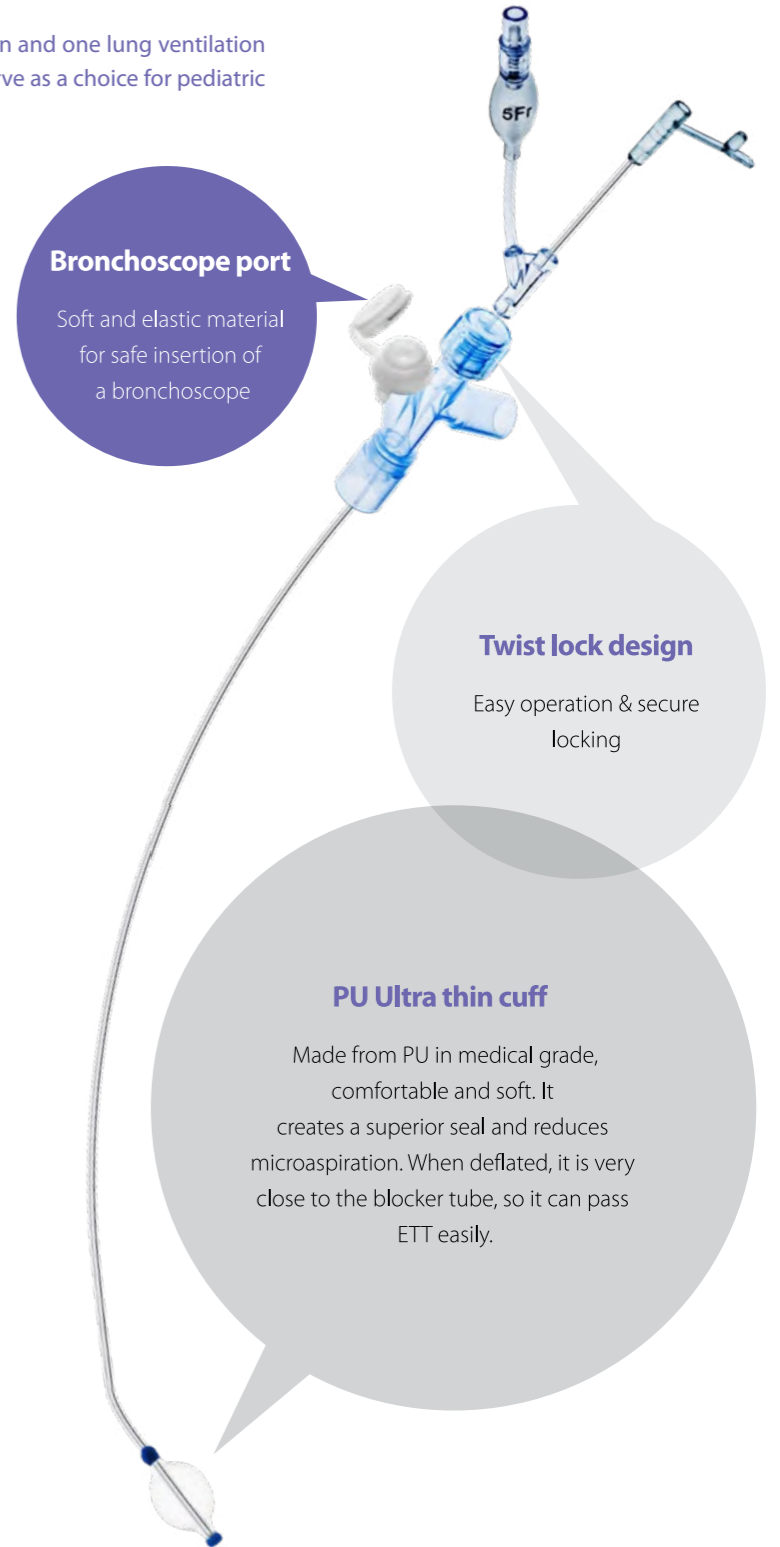 n and one lung ventilation
ve as a choice for pediatric
5Fr
Bronchoscope port
Soft and elastic material
for safe insertion of
a bronchoscope
Twist lock design
Easy operation & secure
locking
PU Ultra thin cuff
Made from PU in medical grade,
comfortable and soft. It
creates a superior seal and reduces
microaspiration. When deflated, it is very
close to the blocker tube, so it can pass
ETT easily.